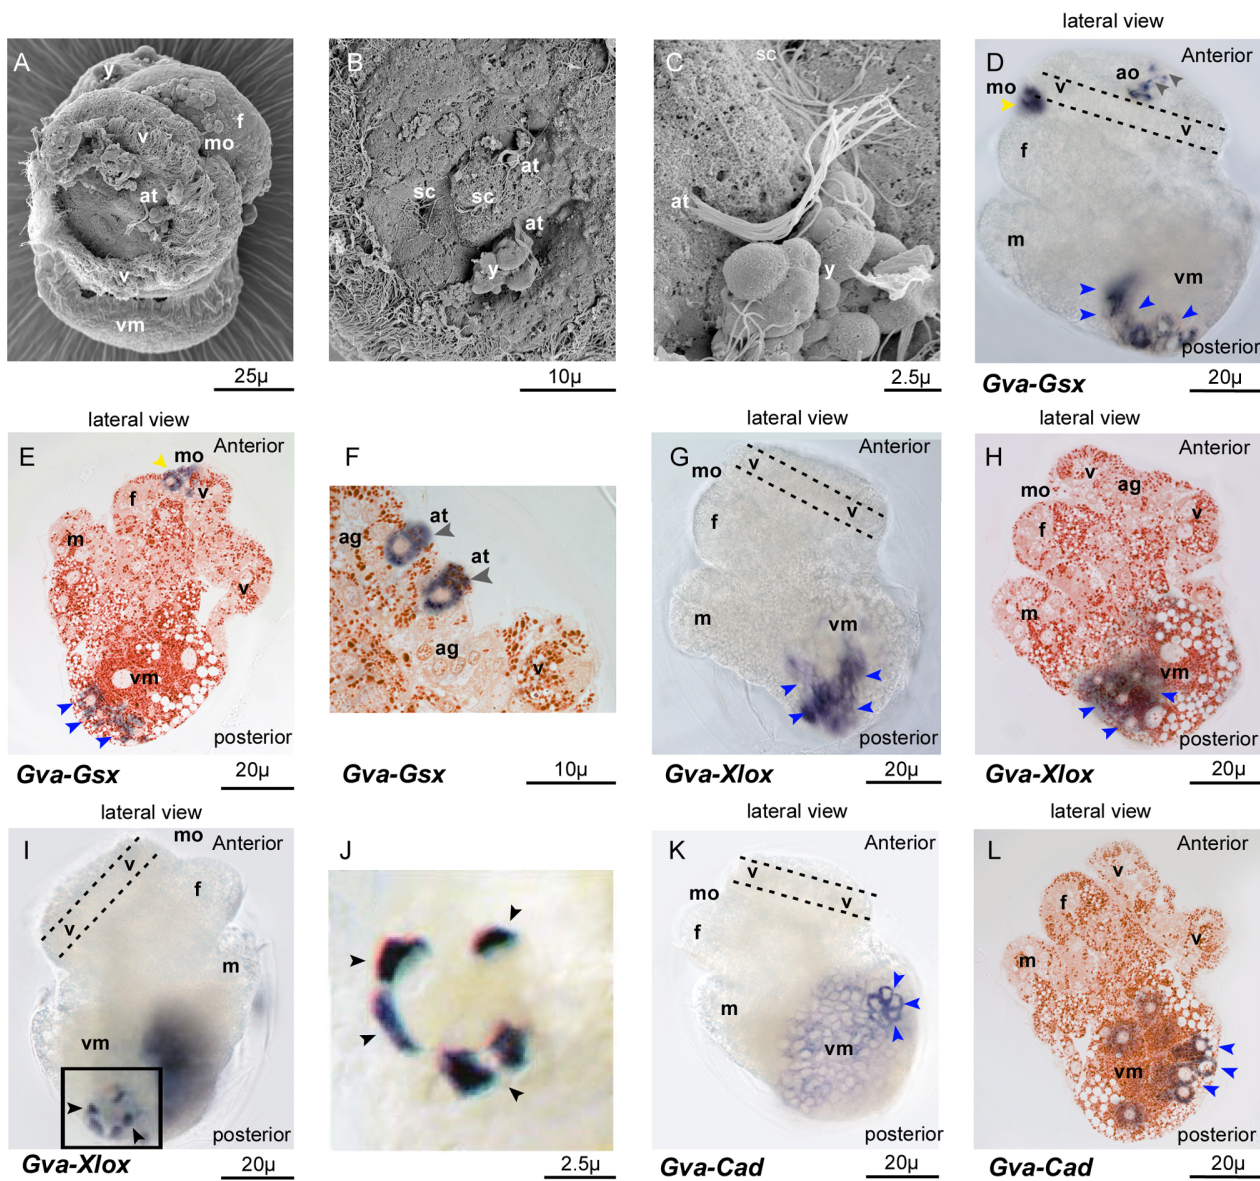 lateral view
A
y
f
v
mo
at
v
vm
25µ
B
at
sc
sc
at
y
10µ
C
sc
at
y
2.5µ
D
Anterior
mo
v
ao
v
f
m
vm
posterior
Gva-Gsx
20µ
lateral view
E
Anterior
mo
f
v
m
v
vm
posterior
Gva-Gsx
20µ
F
at
ag
at
ag
v
Gva-Gsx
10µ
lateral view
G
Anterior
mo
v
f
v
m
vm
posterior
Gva-Xlox
20µ
lateral view
H
Anterior
v
ag
mo
f
v
m
vm
posterior
Gva-Xlox
20µ
lateral view
I
mo
Anterior
v
f
v
m
vm
posterior
Gva-Xlox
20µ
J
2.5µ
lateral view
K
Anterior
v
mo
v
f
m
vm
posterior
Gva-Cad
20µ
lateral view
L
Anterior
v
f
v
m
vm
posterior
Gva-Cad
20µ